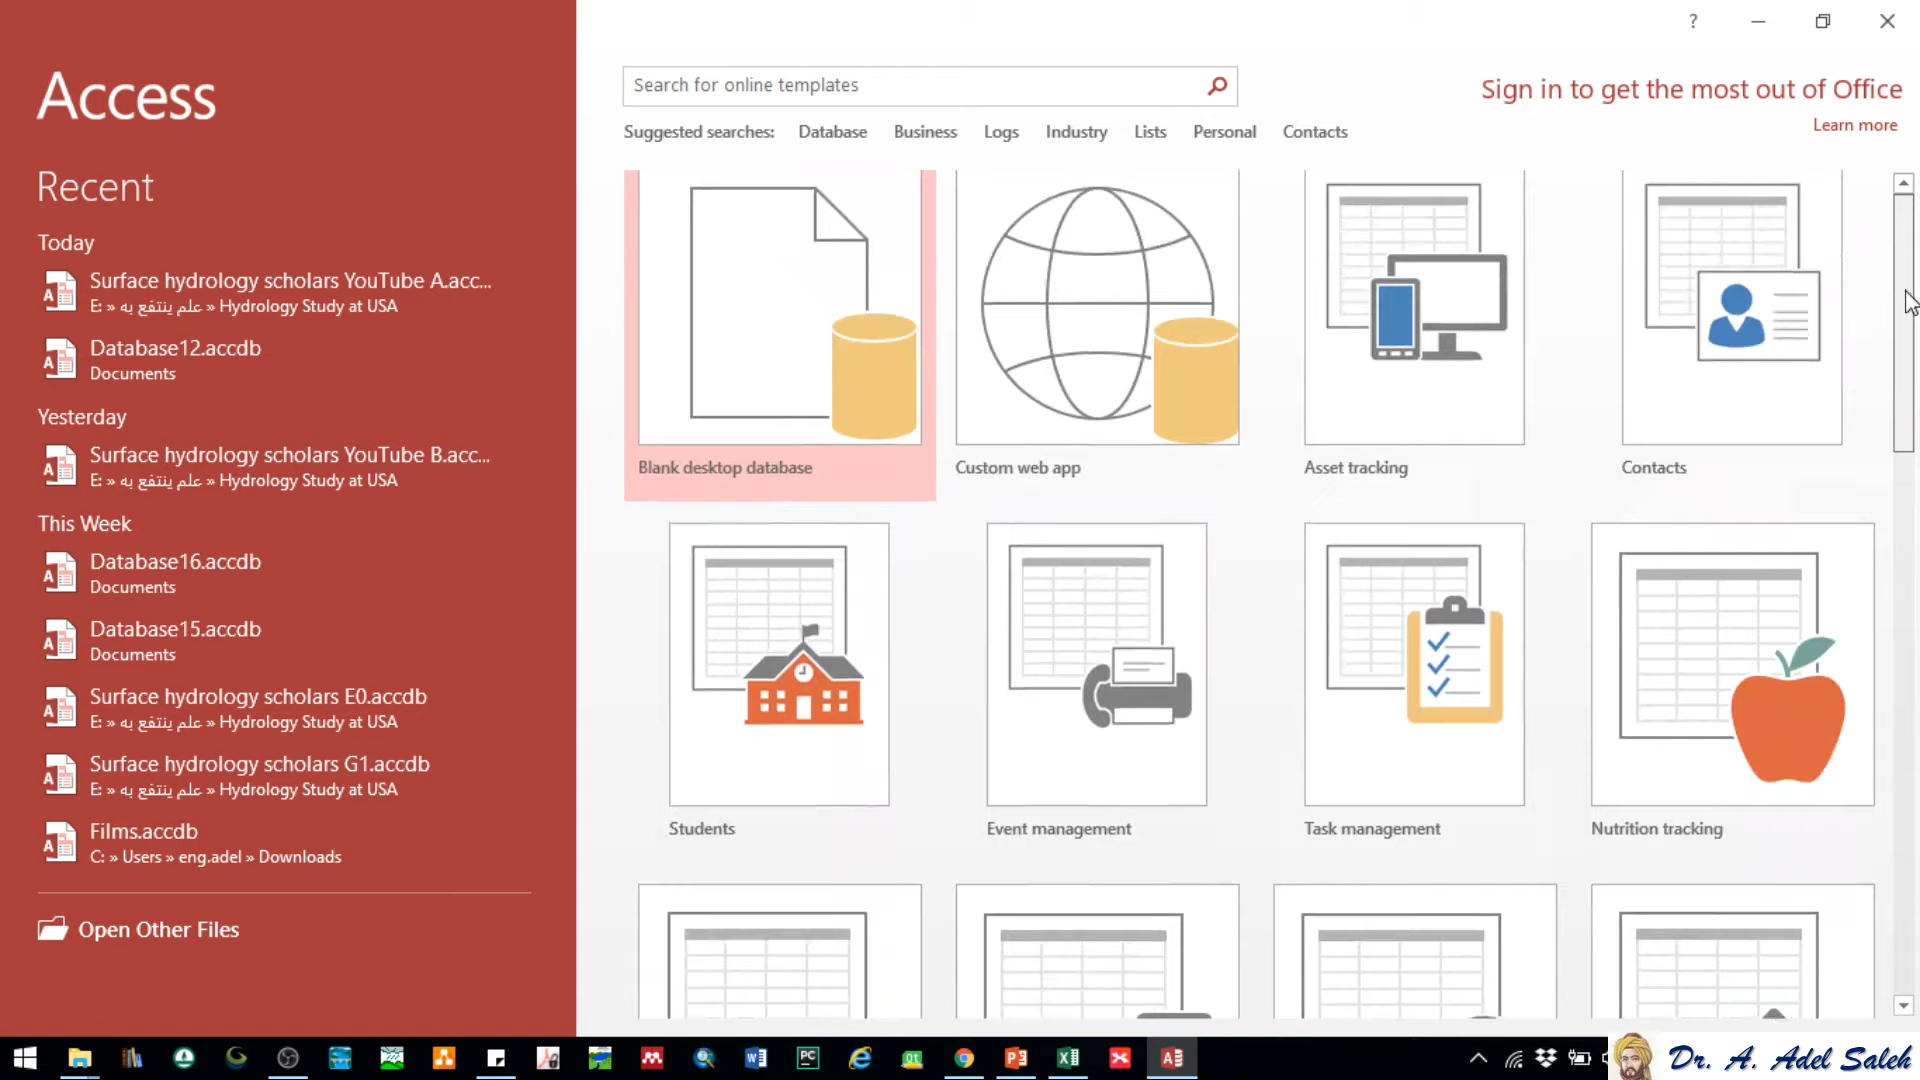 Access
Recent
Today
Surface hydrology scholars YouTube A.acc...
E: » علم ينتفع به » Hydrology Study at USA
Database12.accdb
Documents
Yesterday
Surface hydrology scholars YouTube B.acc...
E: » علم ينتفع به » Hydrology Study at USA
This Week
Database16.accdb
Documents
Database15.accdb
Documents
Surface hydrology scholars E0.accdb
E: » علم ينتفع به » Hydrology Study at USA
Surface hydrology scholars G1.accdb
E: » علم ينتفع به » Hydrology Study at USA
Films.accdb
C: » Users » eng.adel » Downloads
Open Other Files
Search for online templates
Sign in to get the most out of Office
Learn more
Suggested searches: Database Business Logs Industry Lists Personal Contacts
Blank desktop database
Custom web app
Asset tracking
Contacts
Students
Event management
Task management
Nutrition tracking
Dr. A. Adel Saleh